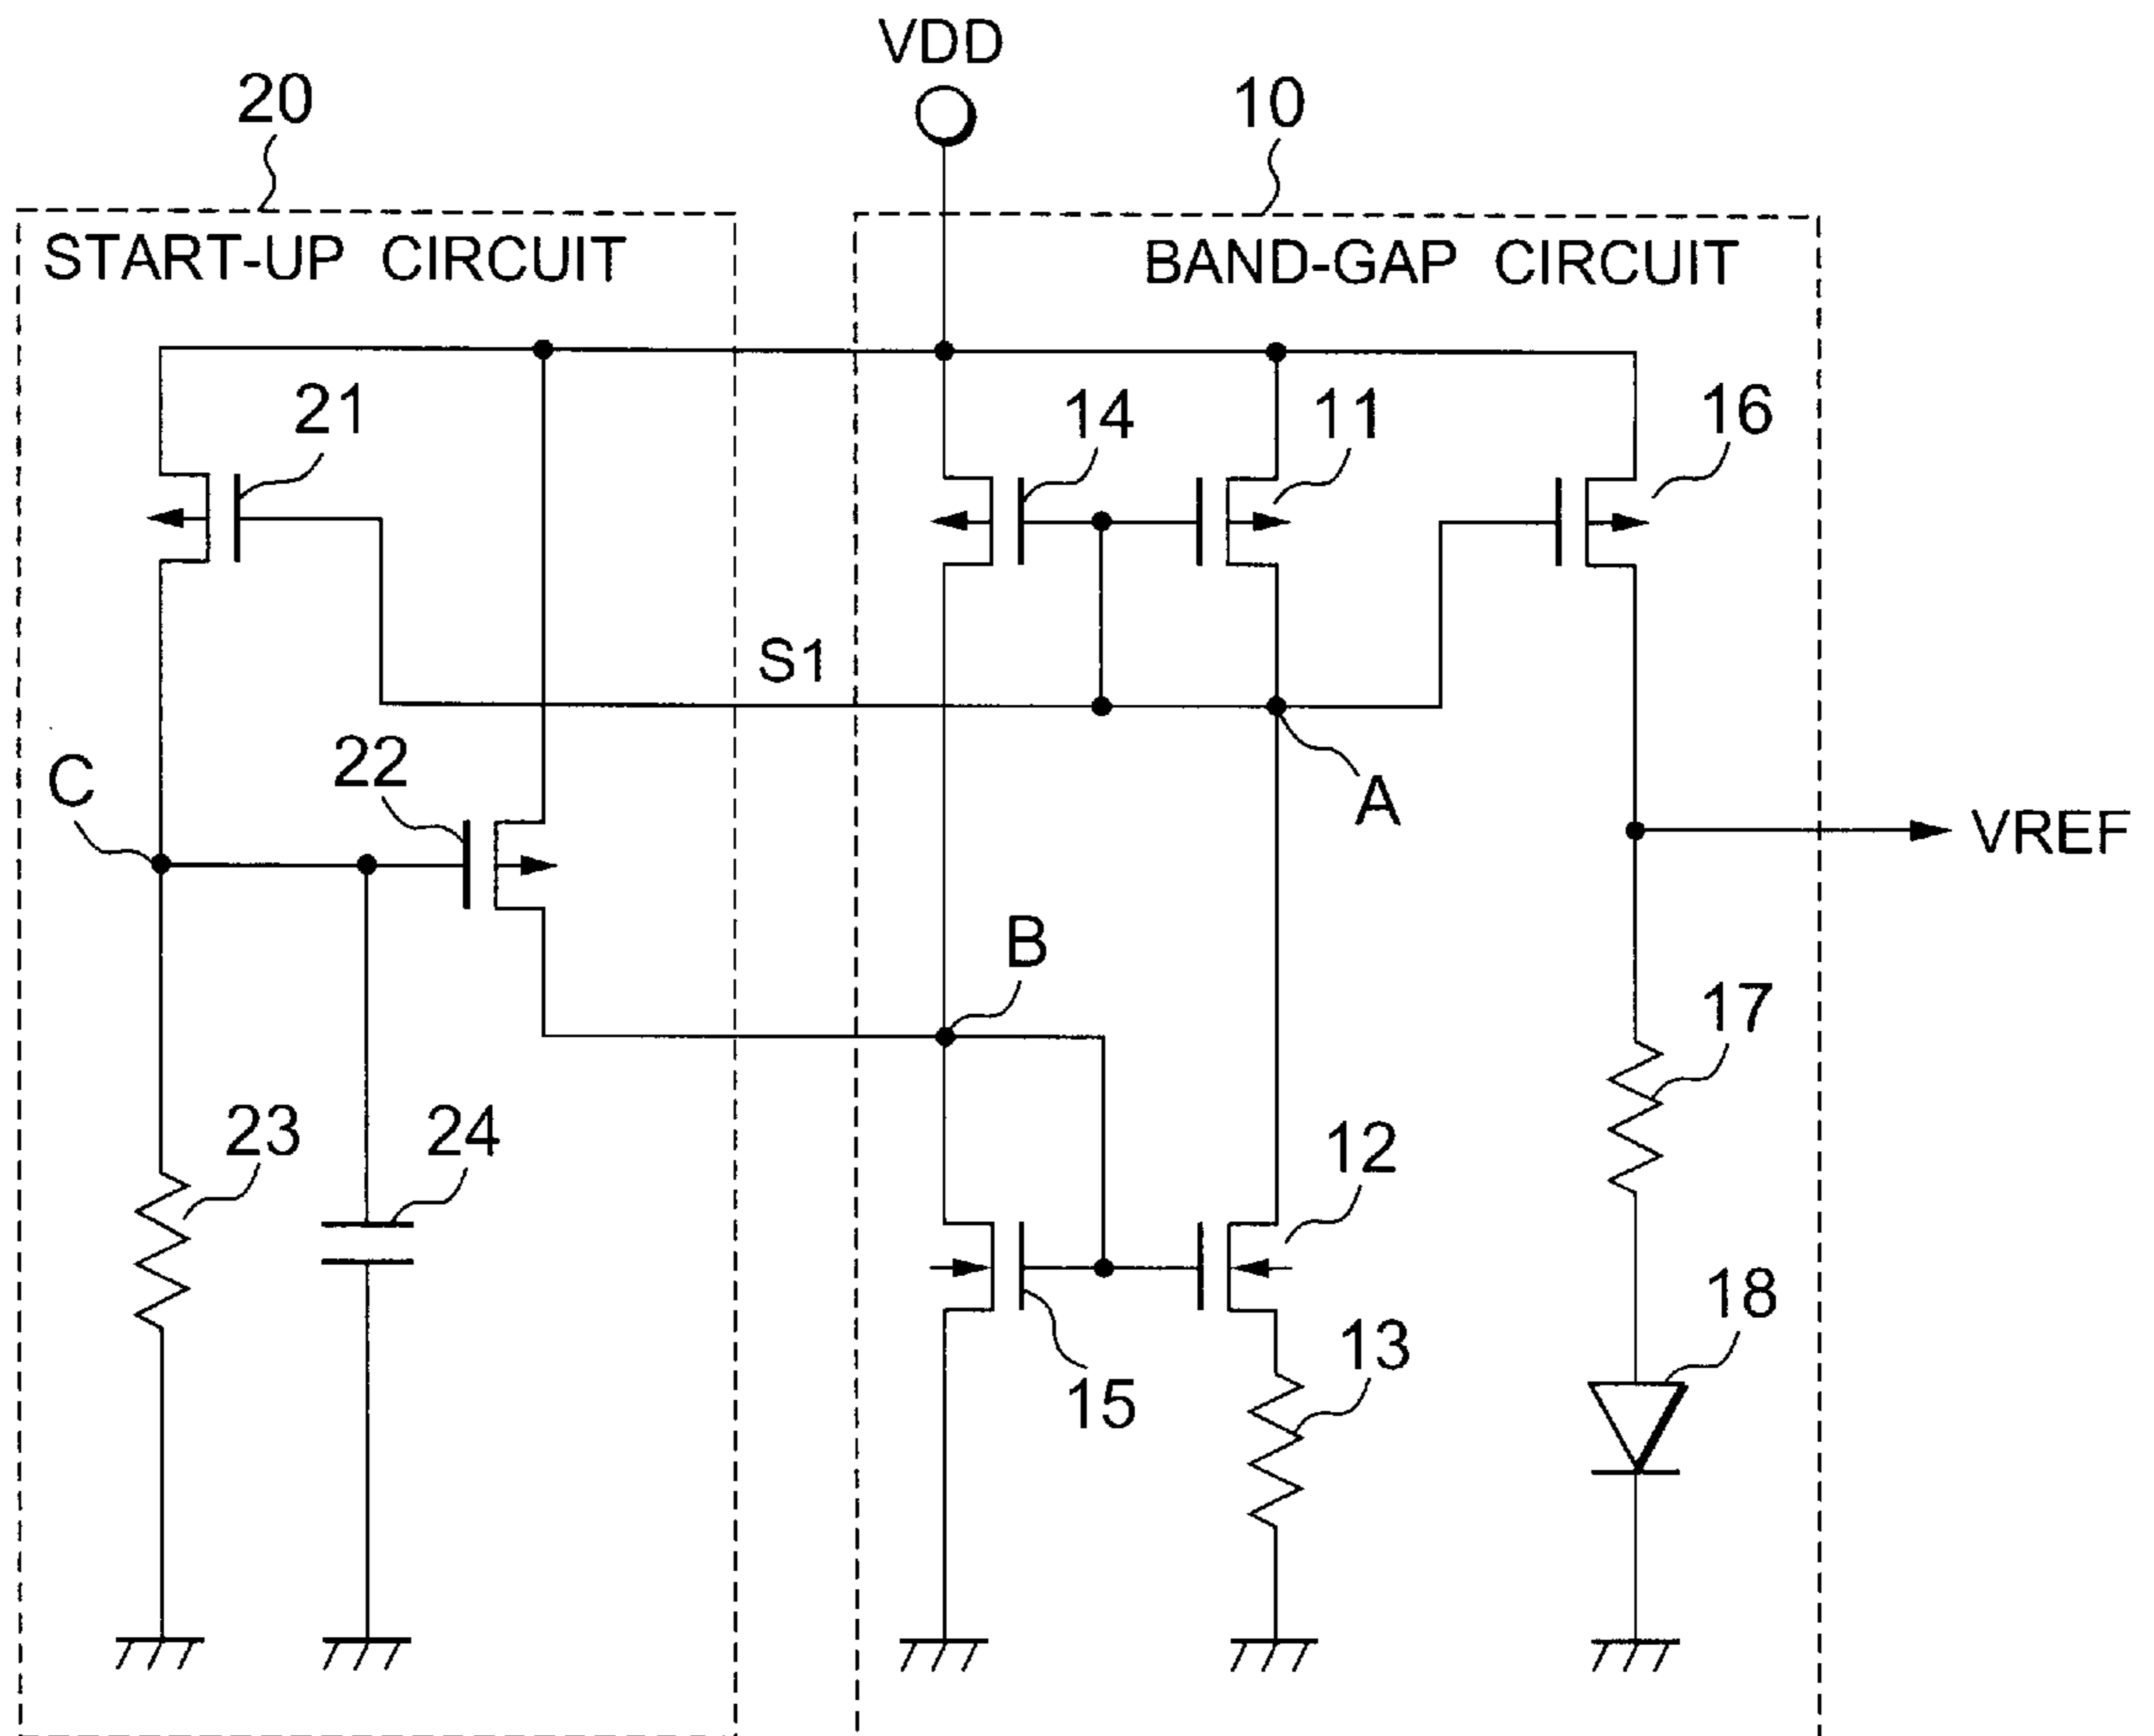 VDD
20
10
START-UP CIRCUIT
BAND-GAP CIRCUIT
21
14
11
16
S1
C
22
A
VREF
B
17
23
24
12
18
13
15